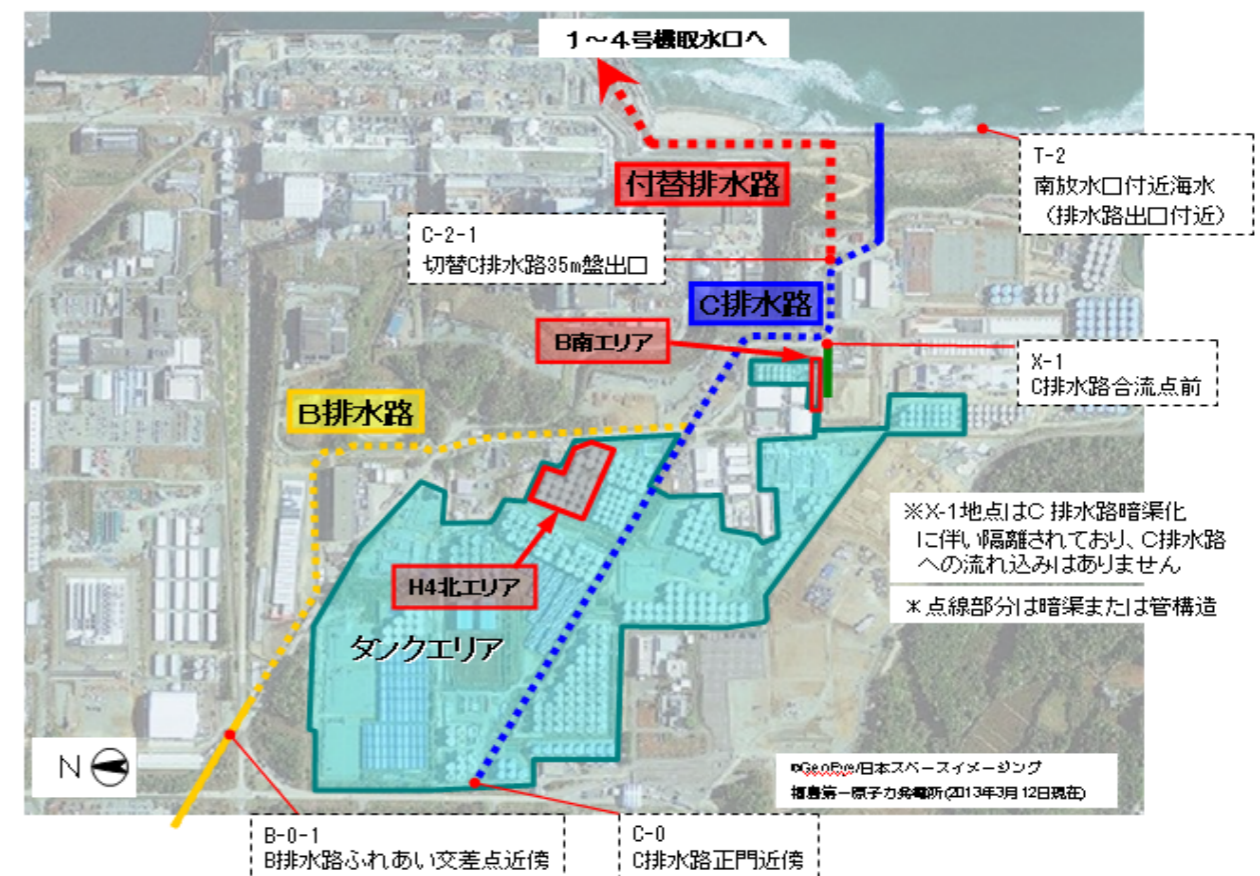 1～4号機取水口へ
T-2
南放水口付近海水
（排水路出口付近）
付替排水路
C-2-1
切替C排水路35m盤出口
C排水路
B南エリア
X-1
C排水路合流点前
B排水路
※X-1地点はC 排水路暗渠化
に伴い隔離されており、C排水路
への流れ込みはありません
H4北エリア
＊点線部分は暗渠または管構造
タンクエリア
N
©GeoEye/日本スペースイメージング
福島第一原子力発電所(2013年3月12日現在)
B-0-1
B排水路ふれあい交差点近傍
C-0
C排水路正門近傍